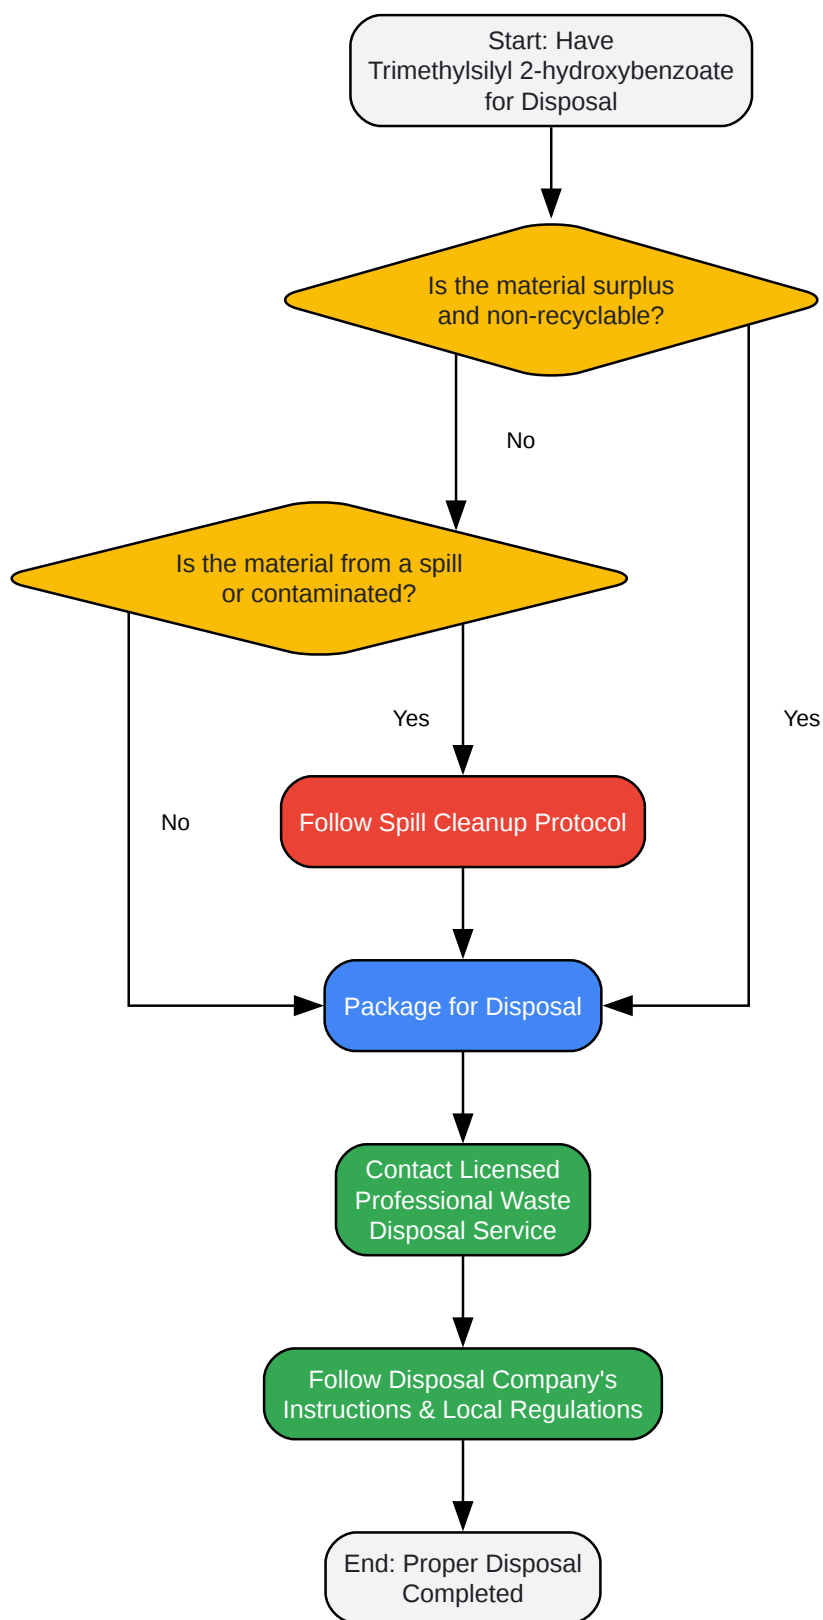 Start: Have
Trimethylsilyl 2-hydroxybenzoate
for Disposal
Is the material surplus
and non-recyclable?
No
Is the material from a spill
or contaminated?
Yes
Yes
No
Follow Spill Cleanup Protocol
Package for Disposal
Contact Licensed
Professional Waste
Disposal Service
Follow Disposal Company's
Instructions & Local Regulations
End: Proper Disposal
Completed